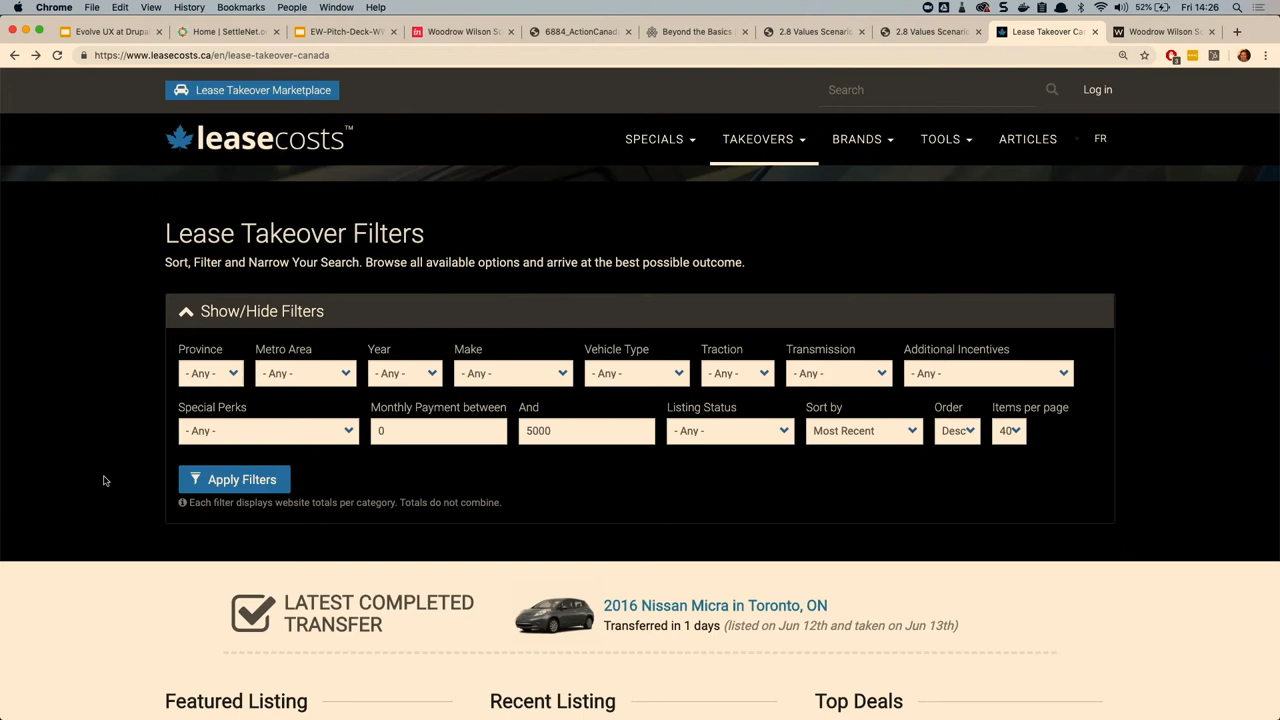 Chrome File Edit View History Bookmarks People Window Help 52% Fri 14:26
Evolve UX at Drupal Home | SettleNet.o EW-Pitch-Deck-W Woodrow Wilson Sc 6884_ActionCanad Beyond the Basics 2.8 Values Scenario 2.8 Values Scenario Lease Takeover Ca Woodrow Wilson Sc
https://www.leasecosts.ca/en/lease-takeover-canada
Lease Takeover Marketplace Search Log in
leasecosts™ SPECIALS TAKEOVERS BRANDS TOOLS ARTICLES FR
Lease Takeover Filters
Sort, Filter and Narrow Your Search. Browse all available options and arrive at the best possible outcome.
Show/Hide Filters
Province Metro Area Year Make Vehicle Type Traction Transmission Additional Incentives
- Any - - Any - - Any - - Any - - Any - - Any - - Any - - Any -
Special Perks Monthly Payment between And Listing Status Sort by Order Items per page
- Any - 0 5000 - Any - Most Recent Desc 40
Apply Filters
Each filter displays website totals per category. Totals do not combine.
LATEST COMPLETED
TRANSFER
2016 Nissan Micra in Toronto, ON
Transferred in 1 days (listed on Jun 12th and taken on Jun 13th)
Featured Listing Recent Listing Top Deals